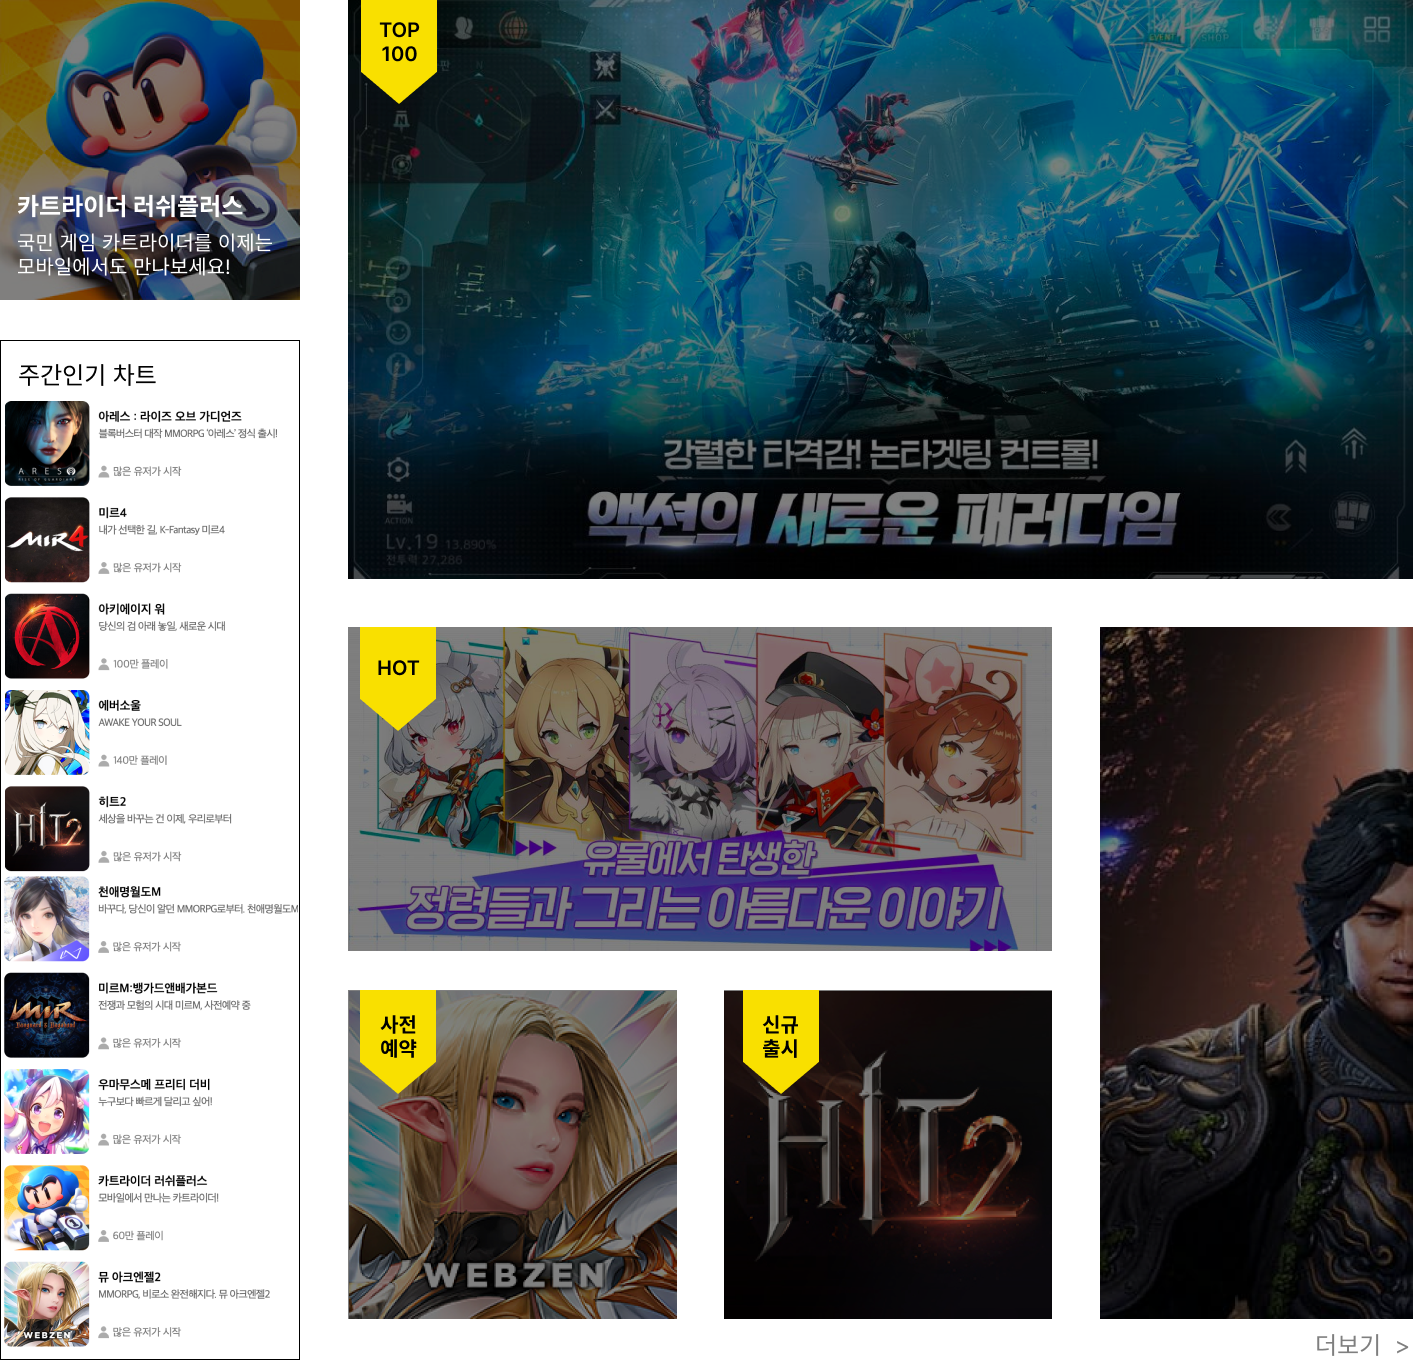 카트라이더 러쉬플러스
국민 게임 카트라이더를 이제는
모바일에서도 만나보세요!
주간인기 차트
ARES
RISE OF GUARDIANS
아레스 : 라이즈 오브 가디언즈
블록버스터 대작 MMORPG '아레스' 정식 출시!
많은 유저가 시작
MIR4
미르4
내가 선택한 길, K-Fantasy 미르4
많은 유저가 시작
아키에이지 워
당신의 검 아래 놓일, 새로운 시대
100만 플레이
에버소울
AWAKE YOUR SOUL
140만 플레이
HIT2
히트2
세상을 바꾸는 건 이제, 우리로부터
많은 유저가 시작
천애명월도M
바꾸다, 당신이 알던 MMORPG로부터, 천애명월도M
많은 유저가 시작
MIR
미르M:뱅가드앤배가본드
전쟁과 모험의 시대 미르M, 사전예약 중
많은 유저가 시작
우마무스메 프리티 더비
누구보다 빠르게 달리고 싶어!
많은 유저가 시작
카트라이더 러쉬플러스
모바일에서 만나는 카트라이더!
60만 플레이
WEBZEN
뮤 아크엔젤2
MMORPG, 비로소 완전해지다. 뮤 아크엔젤2
많은 유저가 시작
TOP
100
EVENT
SHOP
강렬한 타격감! 논타겟팅 컨트롤!
액션의 새로운 패러다임
ACTION
Lv.19 13.890%
전투력 27,286
HOT
유물에서 탄생한
정령들과 그리는 아름다운 이야기
사전
예약
WEBZEN
신규
출시
HIT2
더보기 >